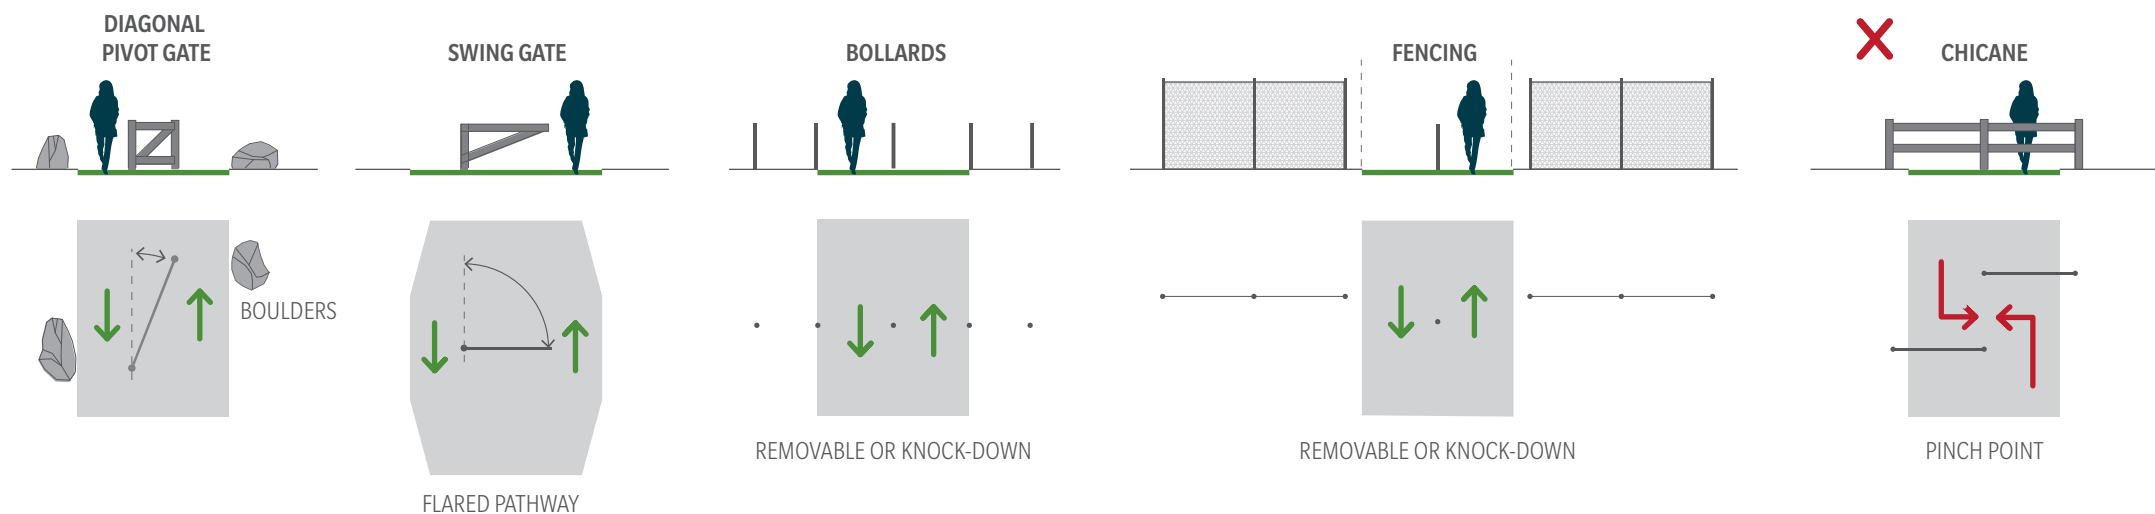 DIAGONAL
PIVOT GATE
SWING GATE
BOLLARDS
FENCING
CHICANE
BOULDERS
REMOVABLE OR KNOCK-DOWN
REMOVABLE OR KNOCK-DOWN
PINCH POINT
FLARED PATHWAY